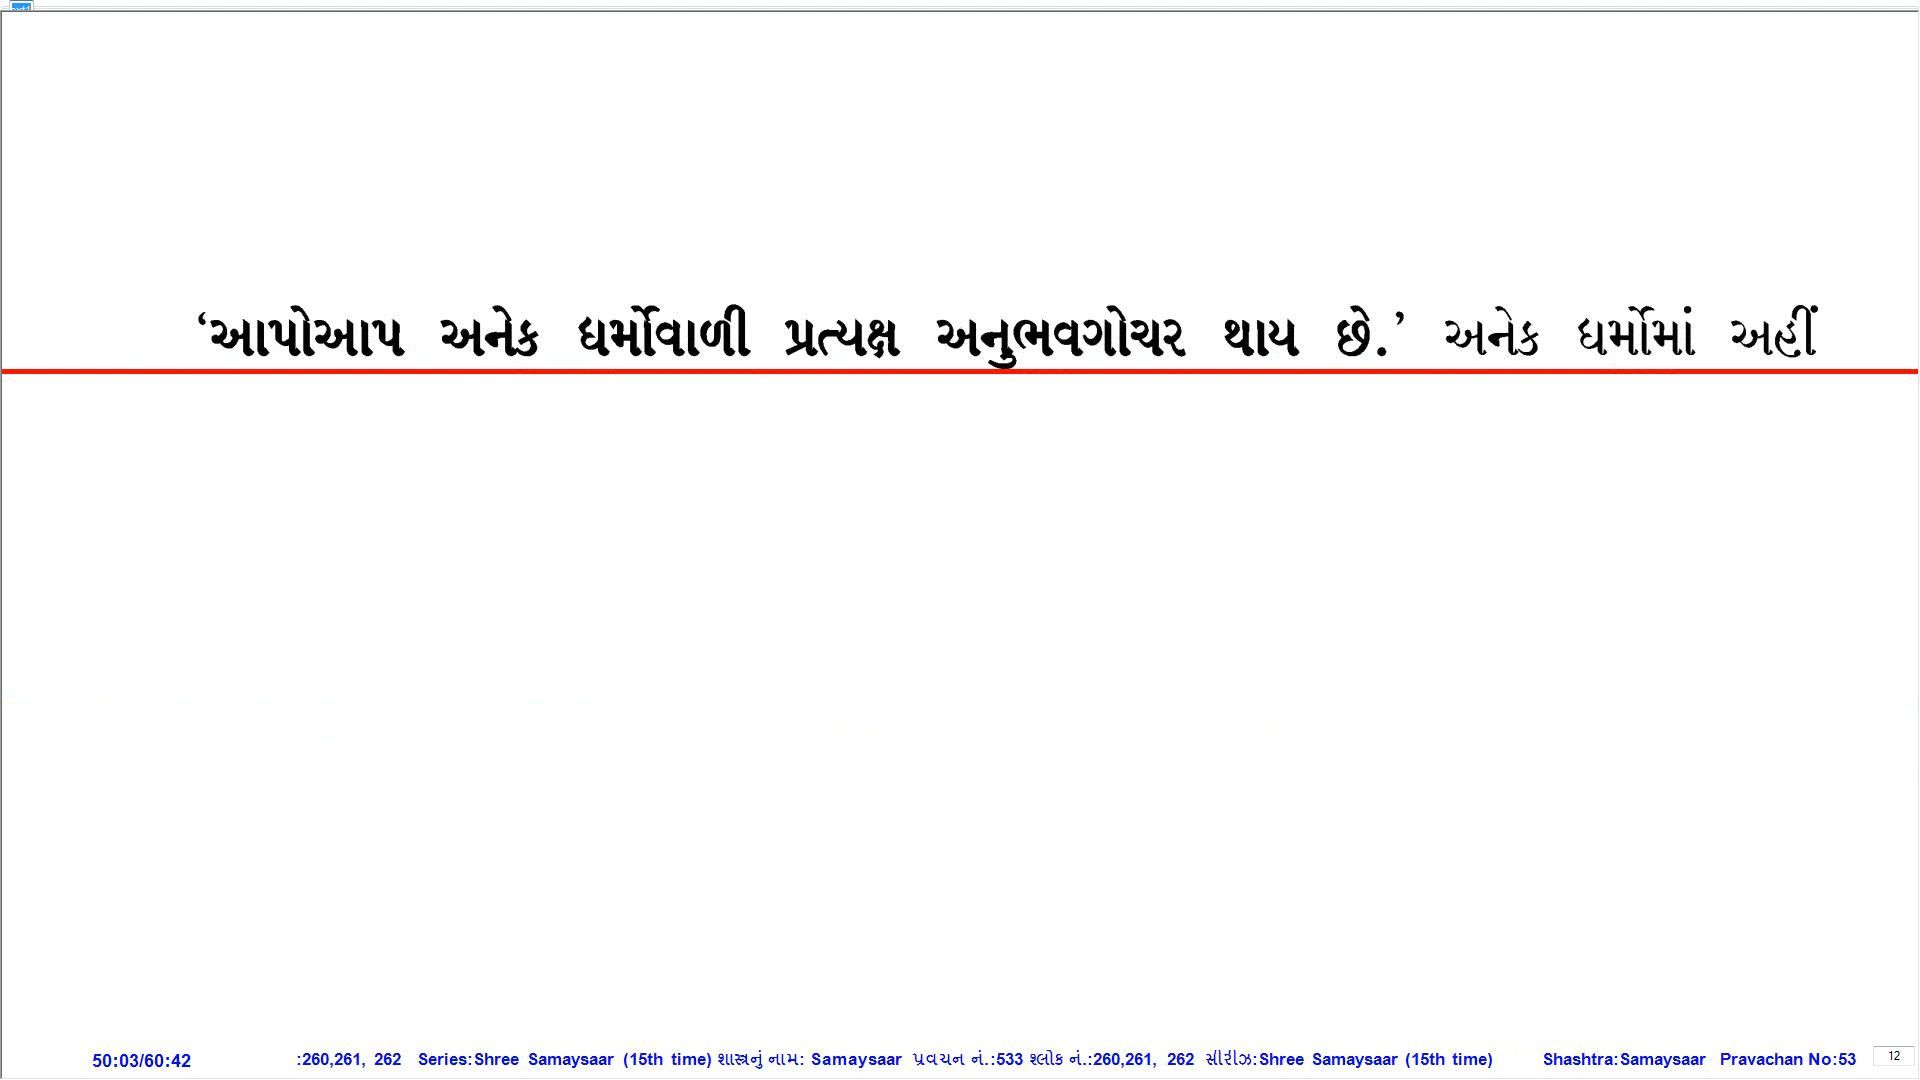 ‘આપોઆપ અનેક ધર્મોવાળી પ્રત્યક્ષ અનુભવગોચર થાય છે.’ અનેક ધર્મોમાં અહીં
50:03/60:42 :260,261, 262 Series:Shree Samaysaar (15th time) શાસ્ત્રનું નામ: Samaysaar પ્રવચન નં.:533 શ્લોક નં.:260,261, 262 સીરીઝ:Shree Samaysaar (15th time) Shashtra:Samaysaar Pravachan No:53 12